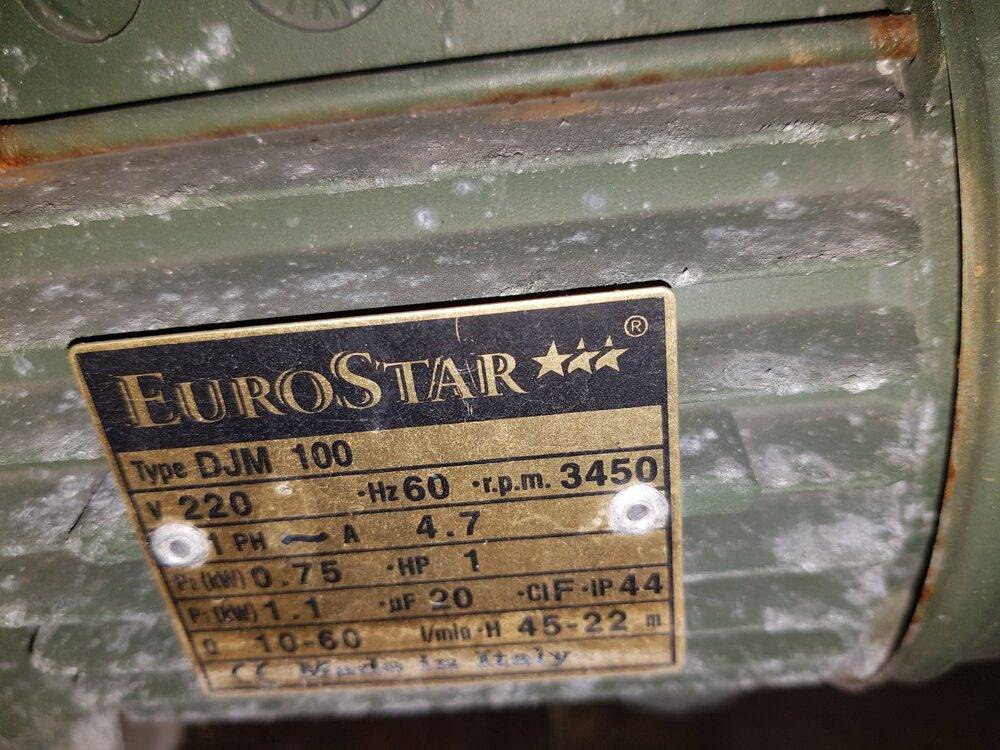 EUROSTAR ★★★ ®
Type DJM 100
V 220 ·Hz 60 ·r.p.m. 3450
1 PH ~ A 4.7
P2 (kW) 0.75 ·HP 1
P1 (kW) 1.1 ·µF 20 ·Cl F ·IP 44
Q 10-60 l/min ·H 45-22 m
CE Made in Italy